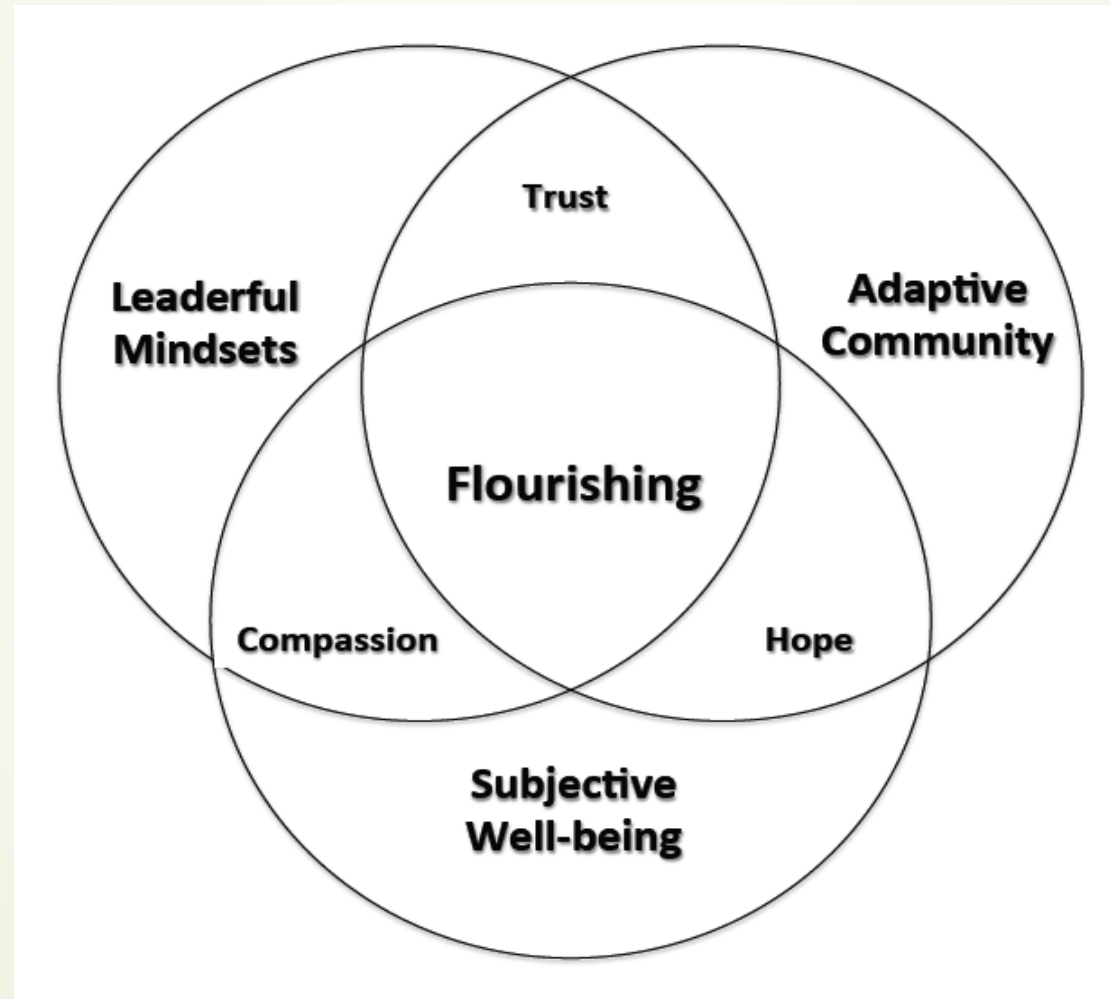 Trust
Leaderful
Mindsets
Adaptive
Community
Flourishing
Compassion
Hope
Subjective
Well-being